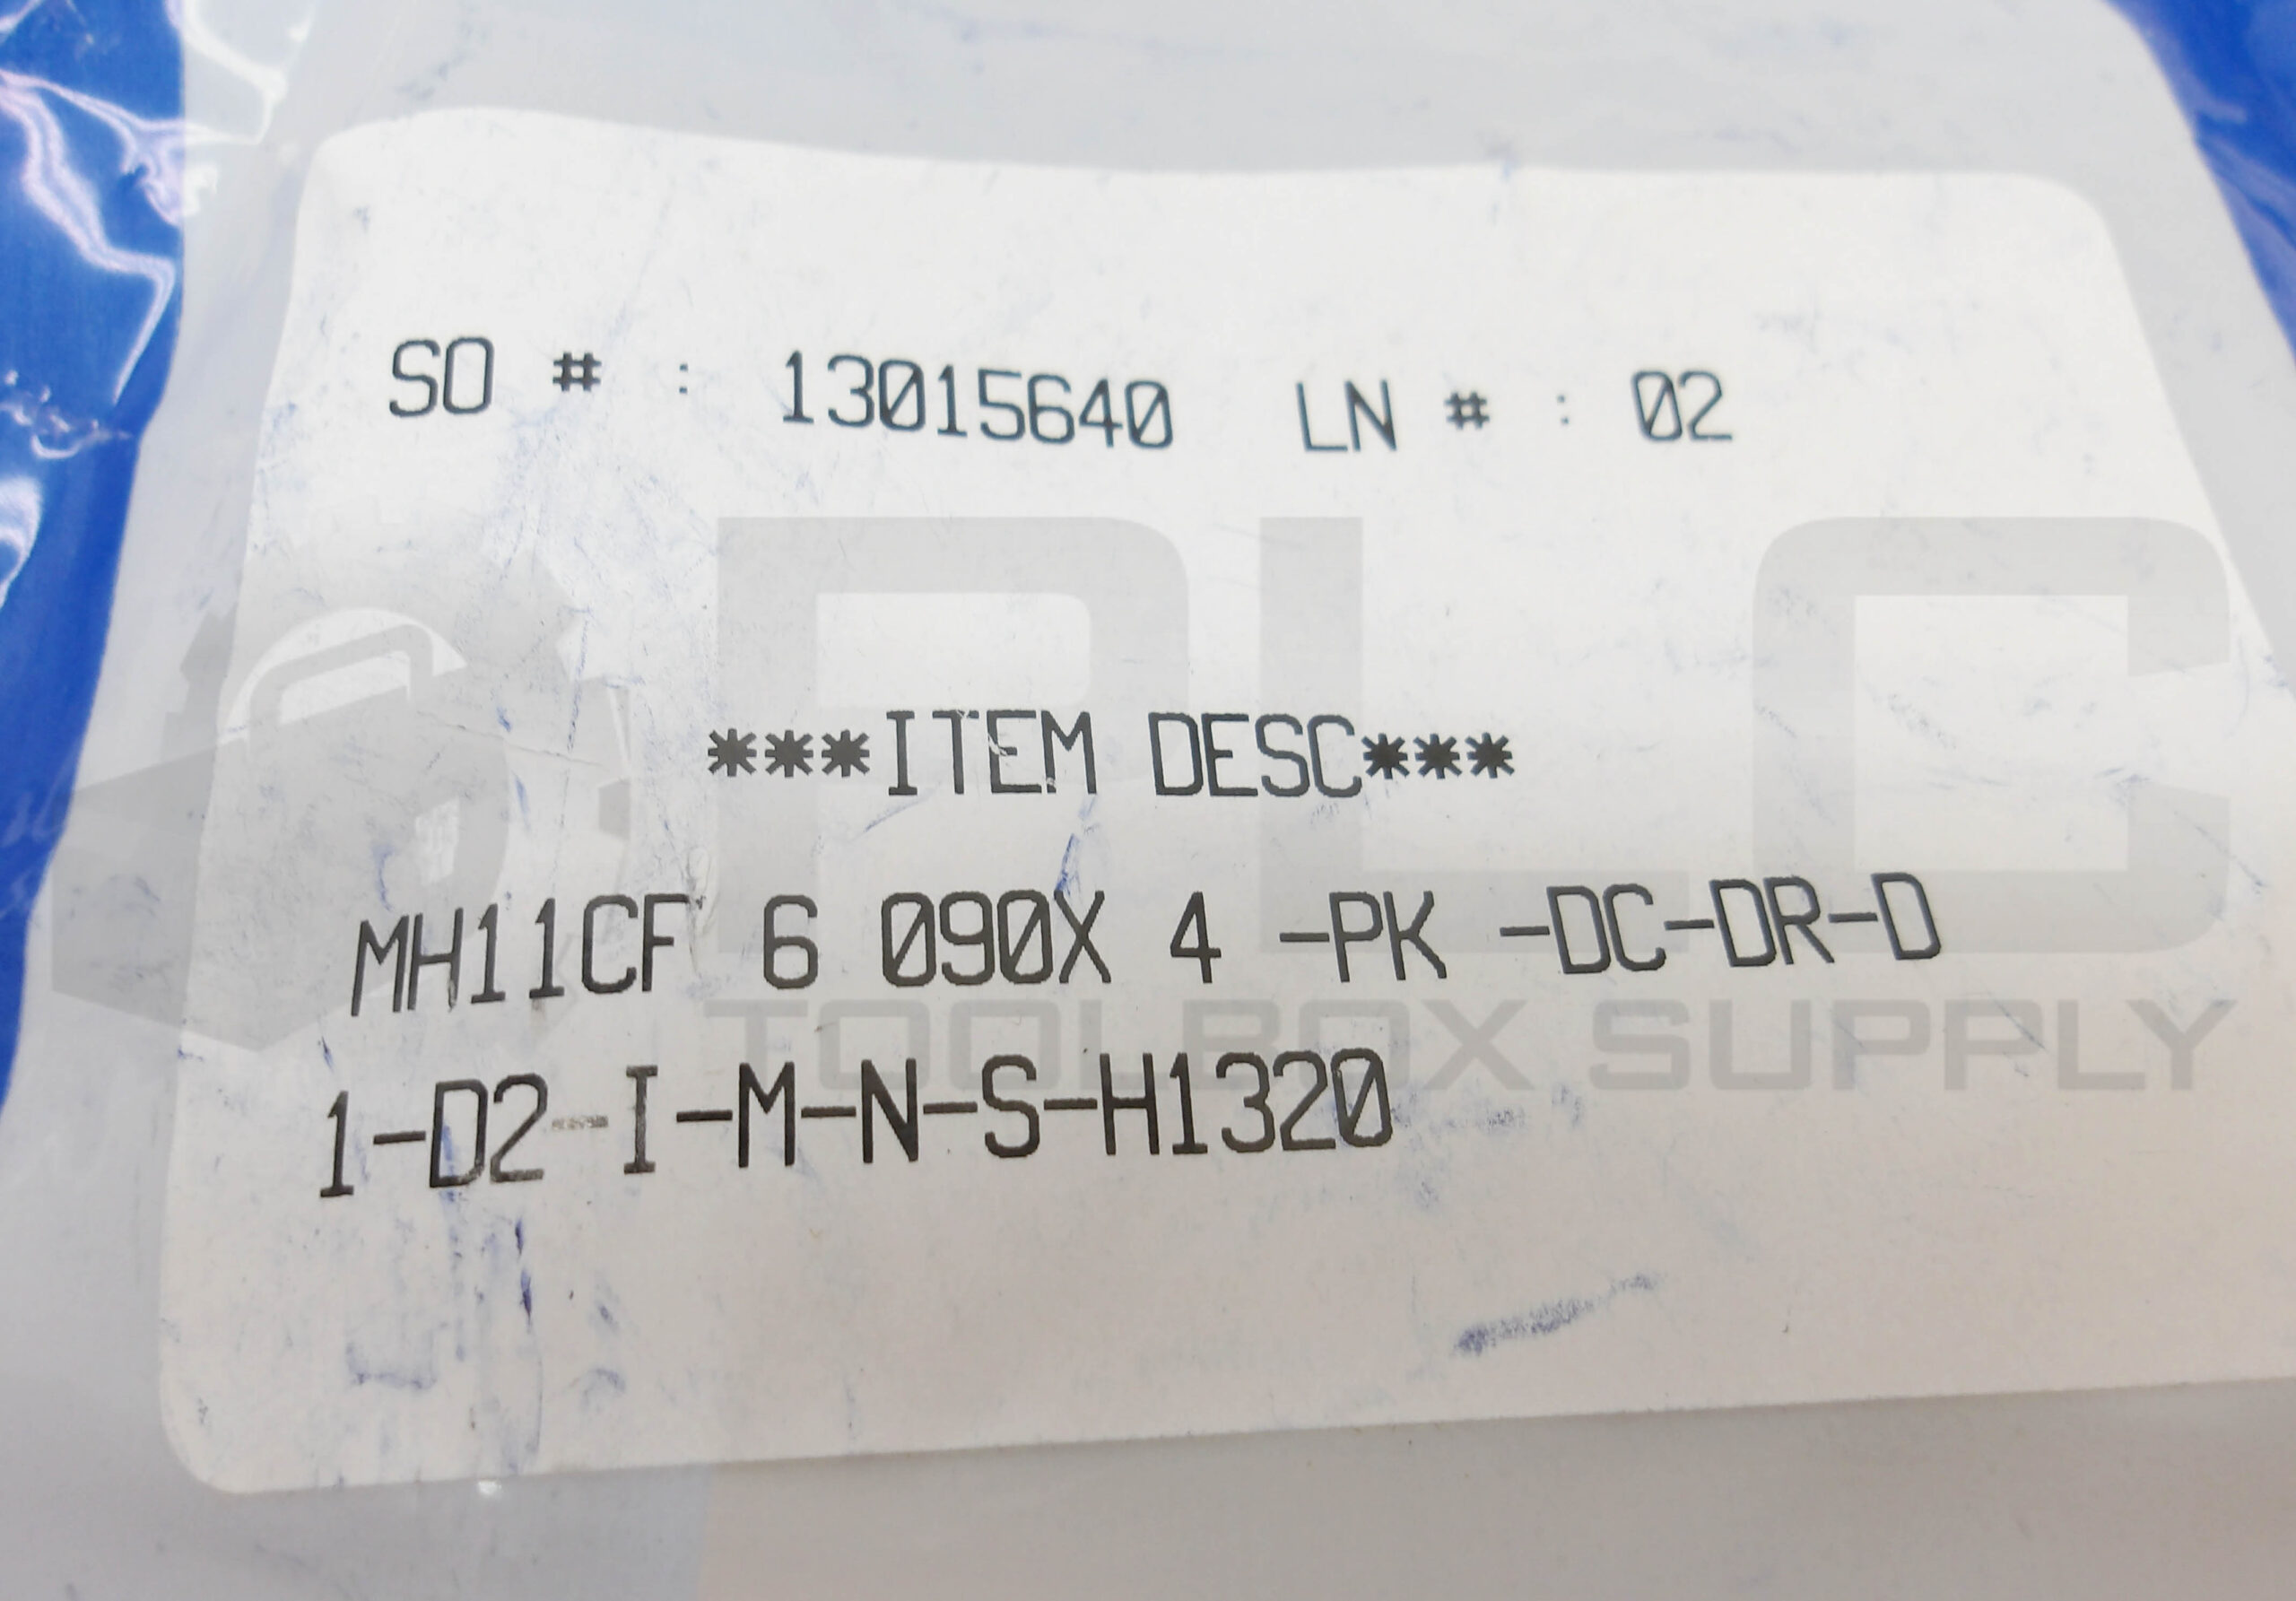 SO # : 13015640 LN # : 02
***ITEM DESC***
MH11CF 6 090X 4 -PK -DC-DR-D
1-D2--I-M-N-S-H1320
PLC
TOOLBOX SUPPLY